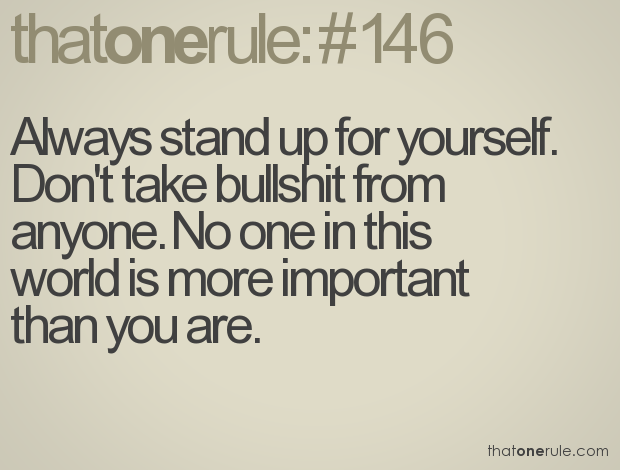 thatonerule: #146
Always stand up for yourself.
Don't take bullshit from
anyone. No one in this
world is more important
than you are.
thatonerule.com